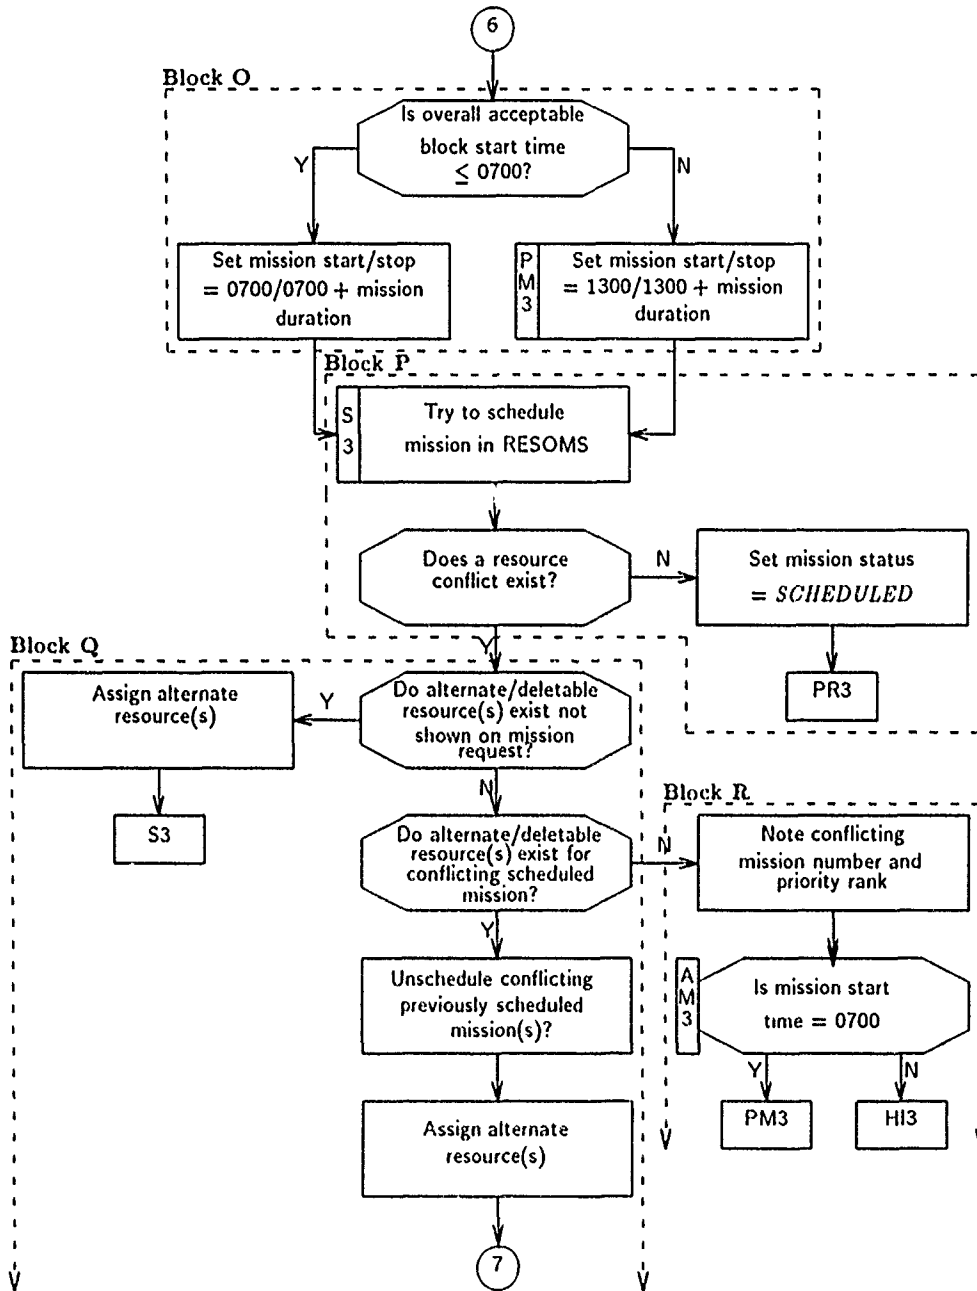 6
Block O
Is overall acceptable
block start time
≤ 0700?
Y
N
Set mission start/stop
= 0700/0700 + mission
duration
P
M
3
Set mission start/stop
= 1300/1300 + mission
duration
Block P
S
3
Try to schedule
mission in RESOMS
Does a resource
conflict exist?
N
Set mission status
= SCHEDULED
Y
PR3
Block Q
Assign alternate
resource(s)
Y
Do alternate/deletable
resource(s) exist not
shown on mission
request?
S3
N
Do alternate/deletable
resource(s) exist for
conflicting scheduled
mission?
N
Block R
Note conflicting
mission number and
priority rank
Y
Unschedule conflicting
previously scheduled
mission(s)?
A
M
3
Is mission start
time = 0700
Y
N
PM3
HI3
Assign alternate
resource(s)
7